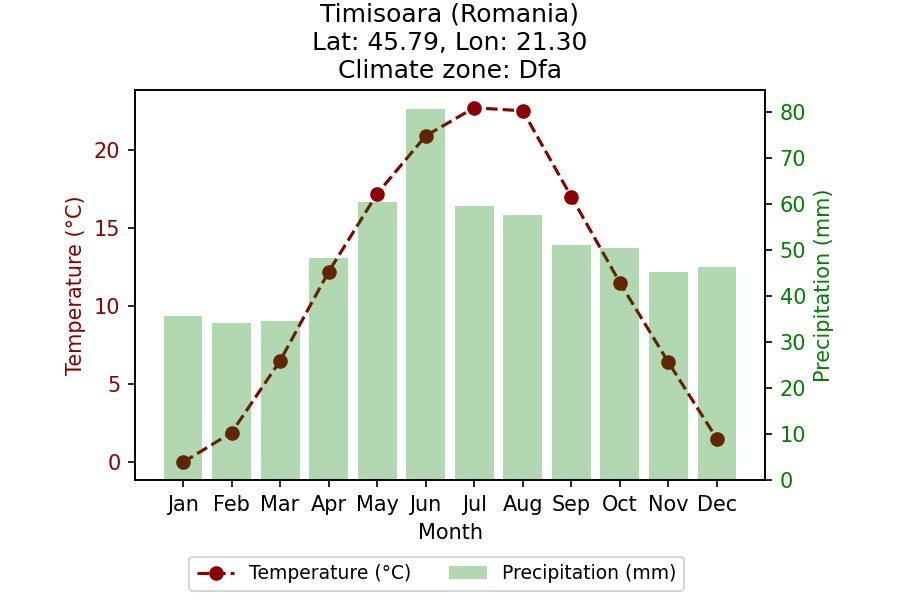 Timisoara (Romania)
Lat: 45.79, Lon: 21.30
Climate zone: Dfa
Temperature (°C)
20
15
10
5
0
80
70
60
50
40
30
20
10
0
Precipitation (mm)
Jan Feb Mar Apr May Jun Jul Aug Sep Oct Nov Dec
Month
Temperature (°C) Precipitation (mm)